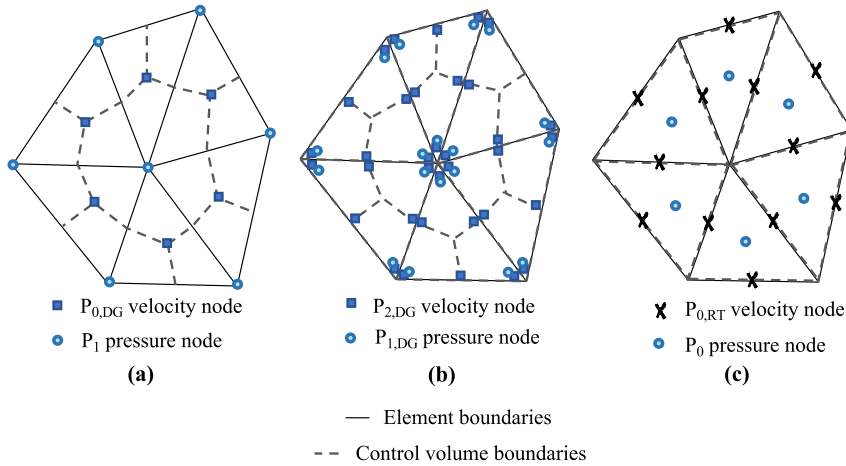 P0,DG velocity node
P1 pressure node
(a)
P2,DG velocity node
P1,DG pressure node
(b)
P0,RT velocity node
P0 pressure node
(c)
Element boundaries
Control volume boundaries